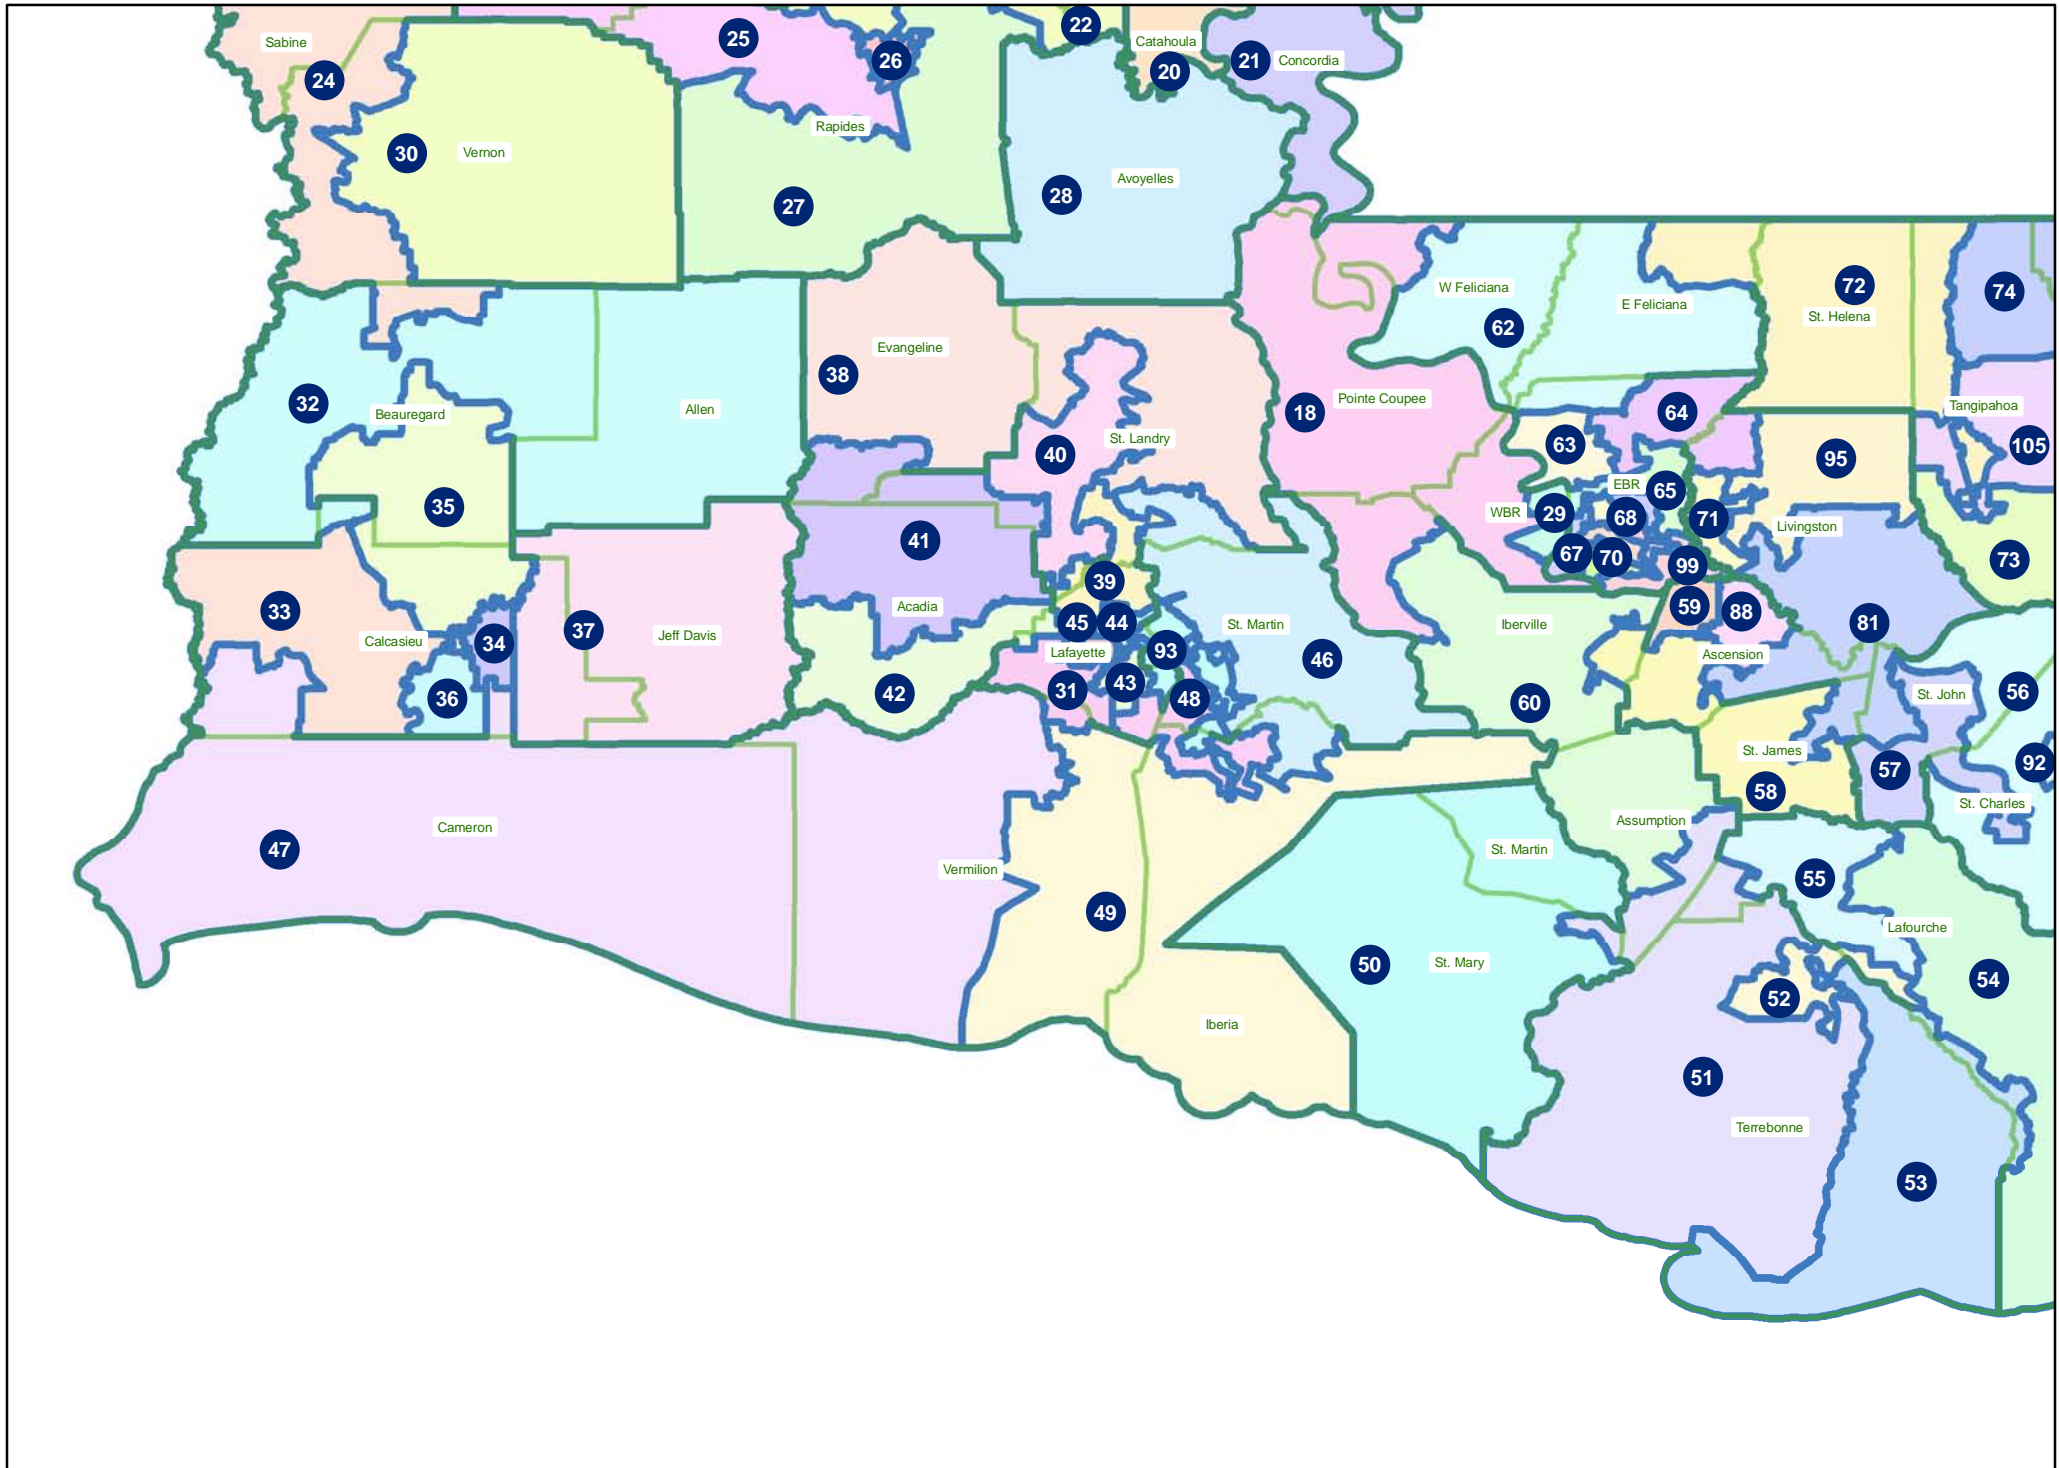 22
25
Sabine
Catahoula
26
21
Concordia
20
24
Rapides
30
Vernon
Avoyelles
28
27
72
74
W Feliciana
E Feliciana
St. Helena
62
Evangeline
38
Pointe Coupee
32
Allen
Beauregard
18
64
Tangipahoa
St. Landry
63
105
40
95
EBR
65
35
WBR
29
68
71
Livingston
41
67
70
73
99
39
Acadia
59
88
33
45
44
St. Martin
Iberville
81
37
Jeff Davis
Calcasieu
34
Lafayette
93
Ascension
46
43
31
42
36
48
56
St. John
60
St. James
92
57
58
St. Charles
Cameron
Assumption
47
St. Martin
Vermilion
55
49
Lafourche
50
St. Mary
54
52
Iberia
51
Terrebonne
53